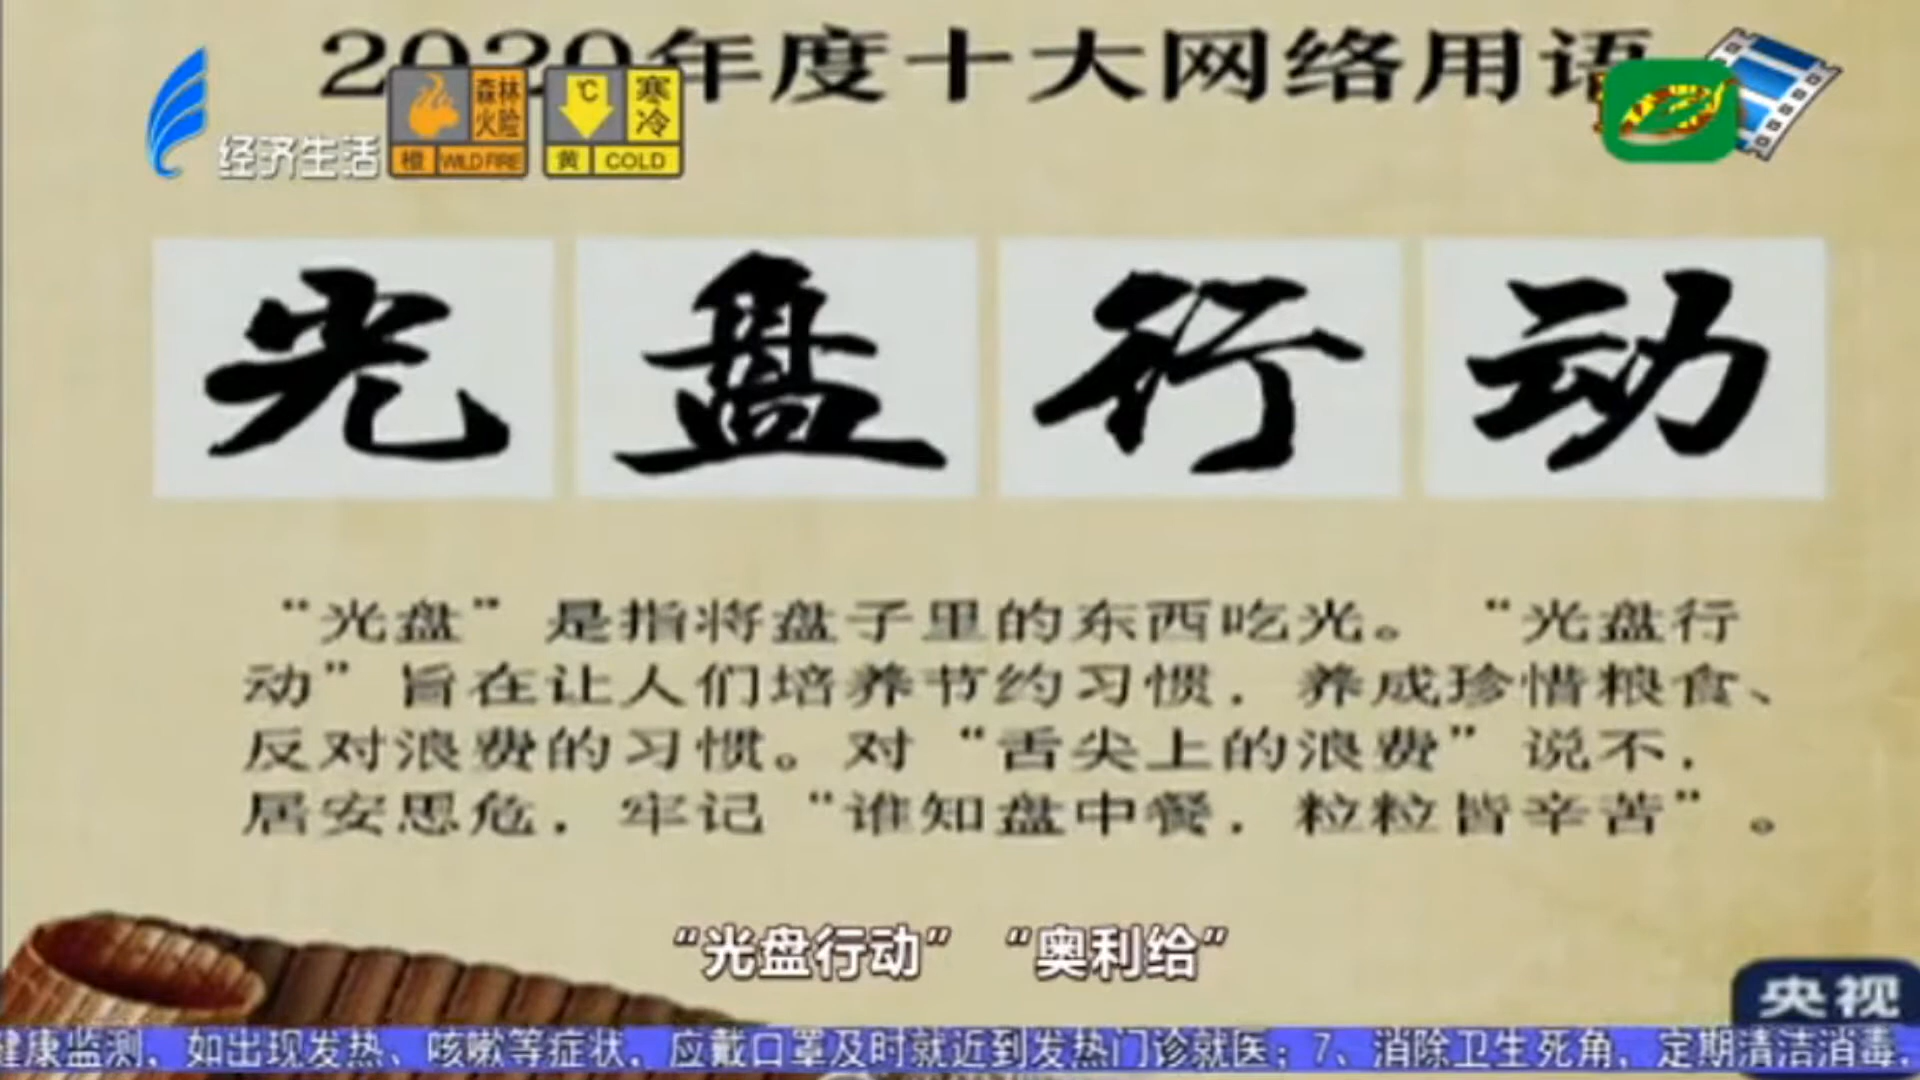 2020年度十大网络用语
经济生活
森林
火险
橙 WILD FIRE
℃
寒
冷
黄 COLD
光盘行动
“光盘”是指将盘子里的东西吃光。“光盘行
动”旨在让人们培养节约习惯，养成珍惜粮食、
反对浪费的习惯。对“舌尖上的浪费”说不，
居安思危，牢记“谁知盘中餐，粒粒皆辛苦”。
“光盘行动” “奥利给”
央视
健康监测，如出现发热、咳嗽等症状，应戴口罩及时就近到发热门诊就医；7、消除卫生死角，定期清洁消毒，